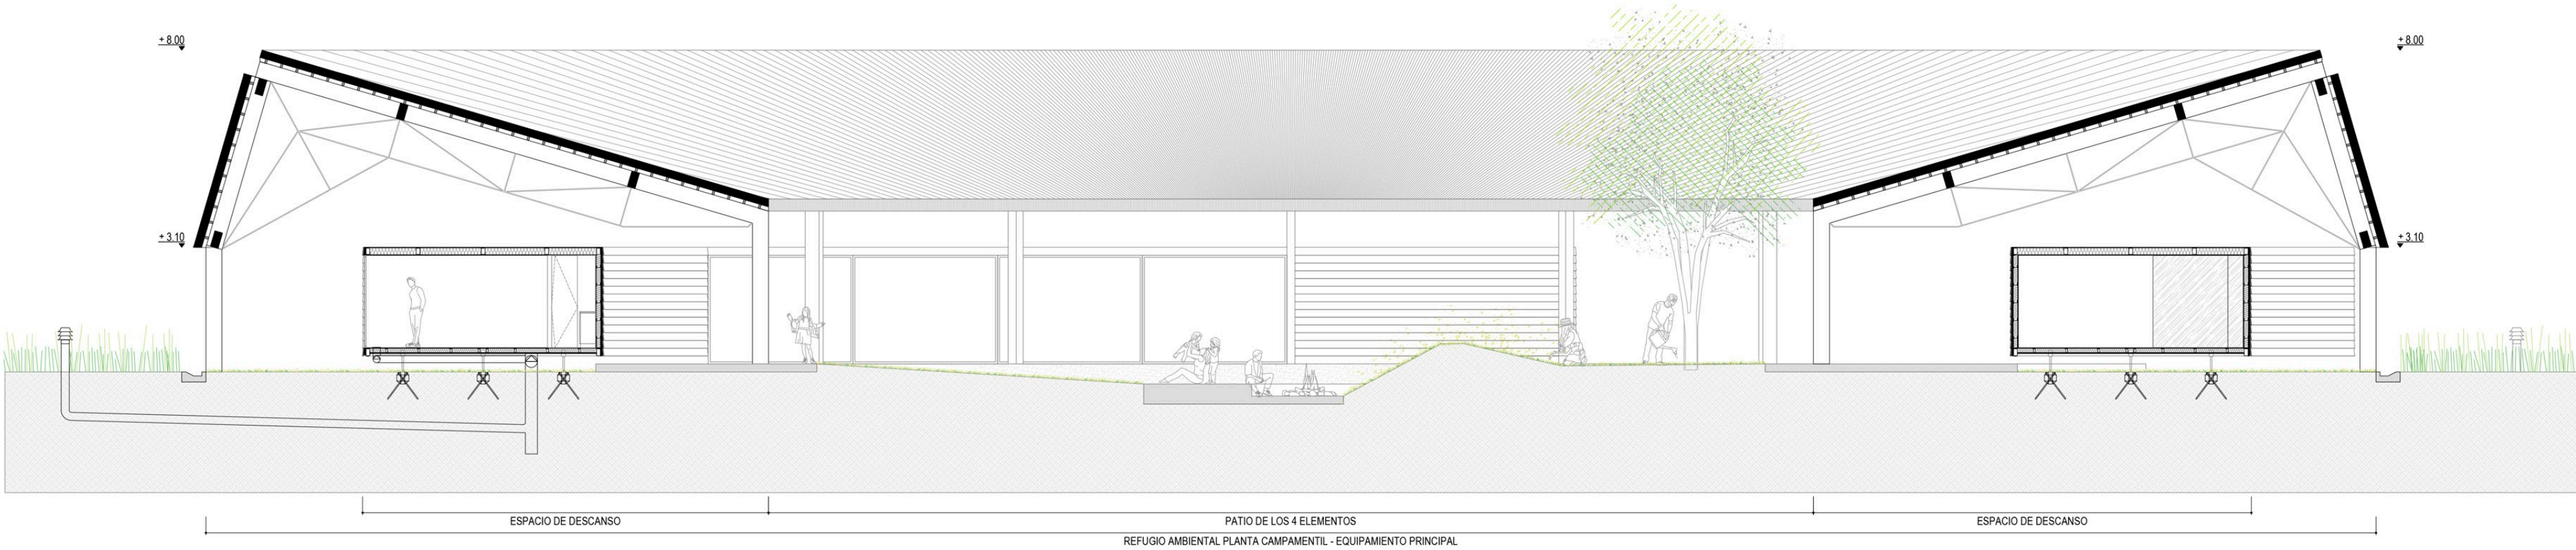 + 8.00
+ 8.00
+ 3.10
+ 3.10
ESPACIO DE DESCANSO
PATIO DE LOS 4 ELEMENTOS
ESPACIO DE DESCANSO
REFUGIO AMBIENTAL PLANTA CAMPAMENTIL - EQUIPAMIENTO PRINCIPAL